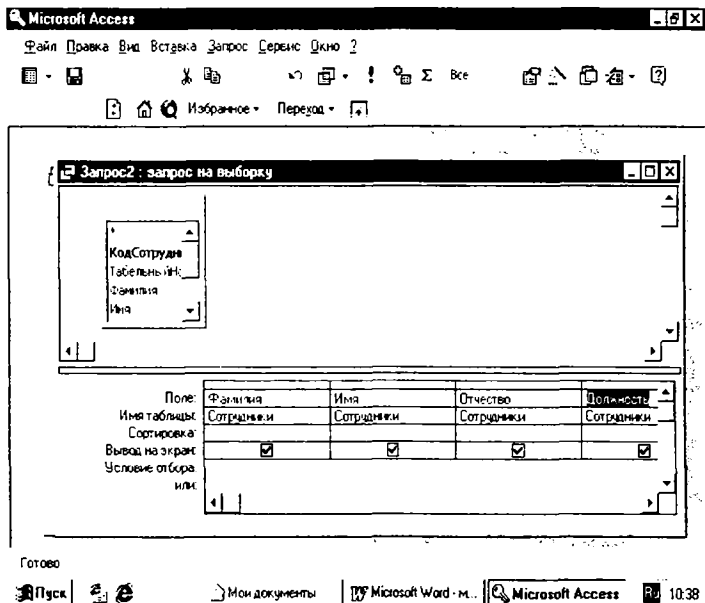 Microsoft Access
Файл Правка Вид Вставка Запрос Сервис Окно ?
Σ Все
Избранное Переход
Запрос2 : запрос на выборку
*
КодСотрудн
ТабельныйНо
Фамилия
Имя
Поле: Фамилия Имя Отчество Должность
Имя таблицы: Сотрудники Сотрудники Сотрудники Сотрудники
Сортировка:
Вывод на экран:
Условие отбора:
или:
Готово
Пуск Мои документы Microsoft Word - м... Microsoft Access Ru 10:38